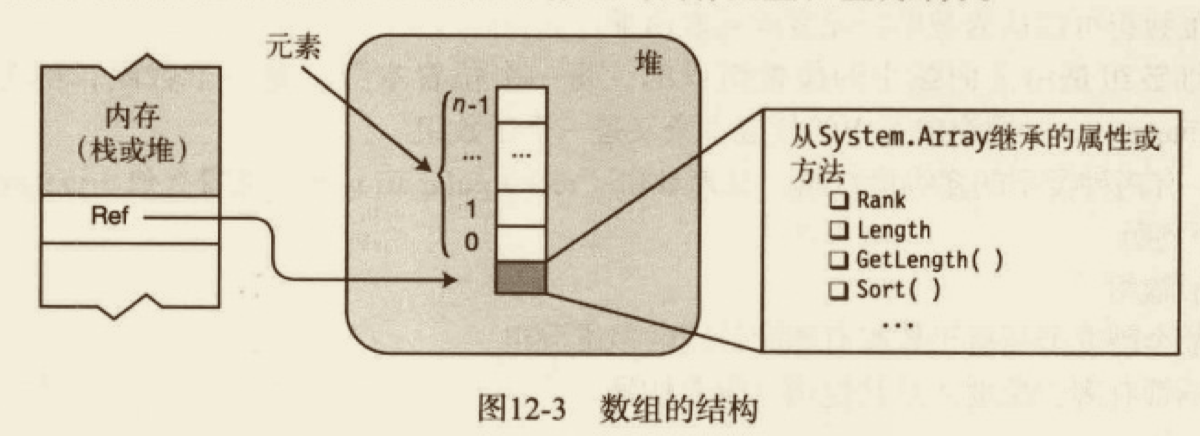 元素
堆
内存
(栈或堆)
Ref
n-1
...
...
1
0
从System.Array继承的属性或
方法
❑ Rank
❑ Length
❑ GetLength( )
❑ Sort( )
...
图12-3 数组的结构